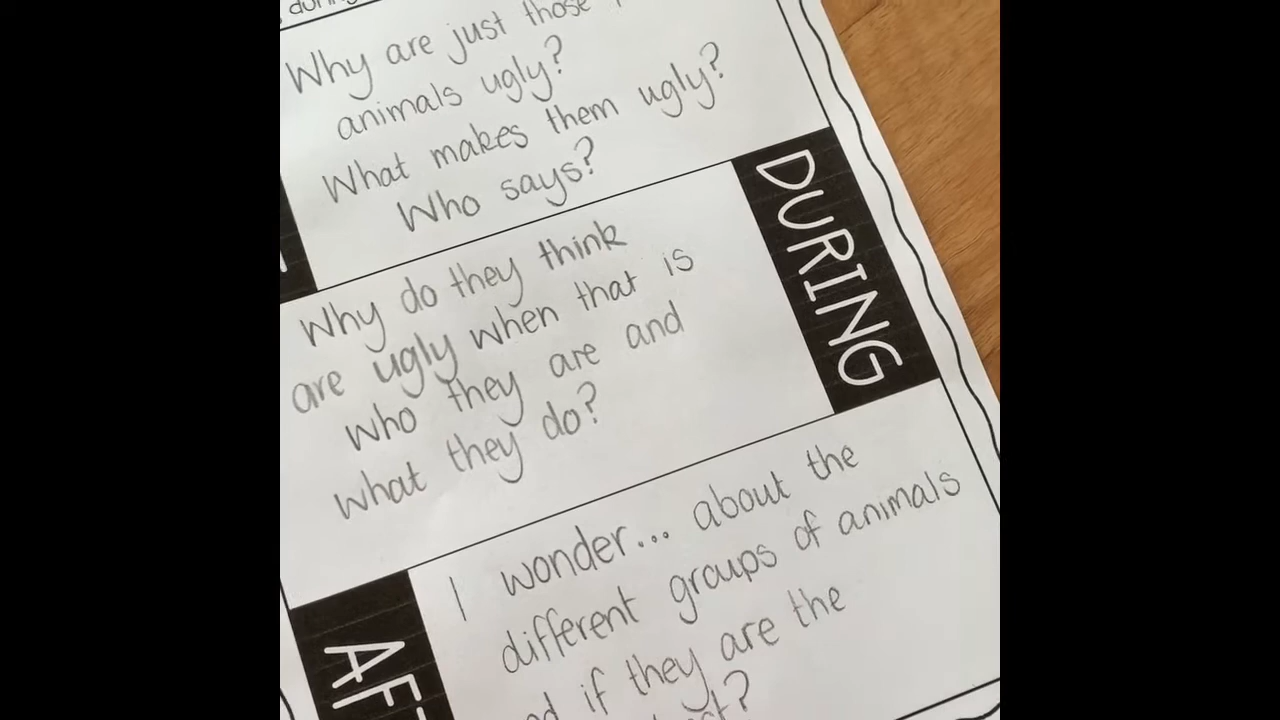 during
Why are just those
animals ugly?
What makes them ugly?
Who says?
DURING
Why do they think
are ugly when that is
who they are and
what they do?
I wonder... about the
different groups of animals
if they are the